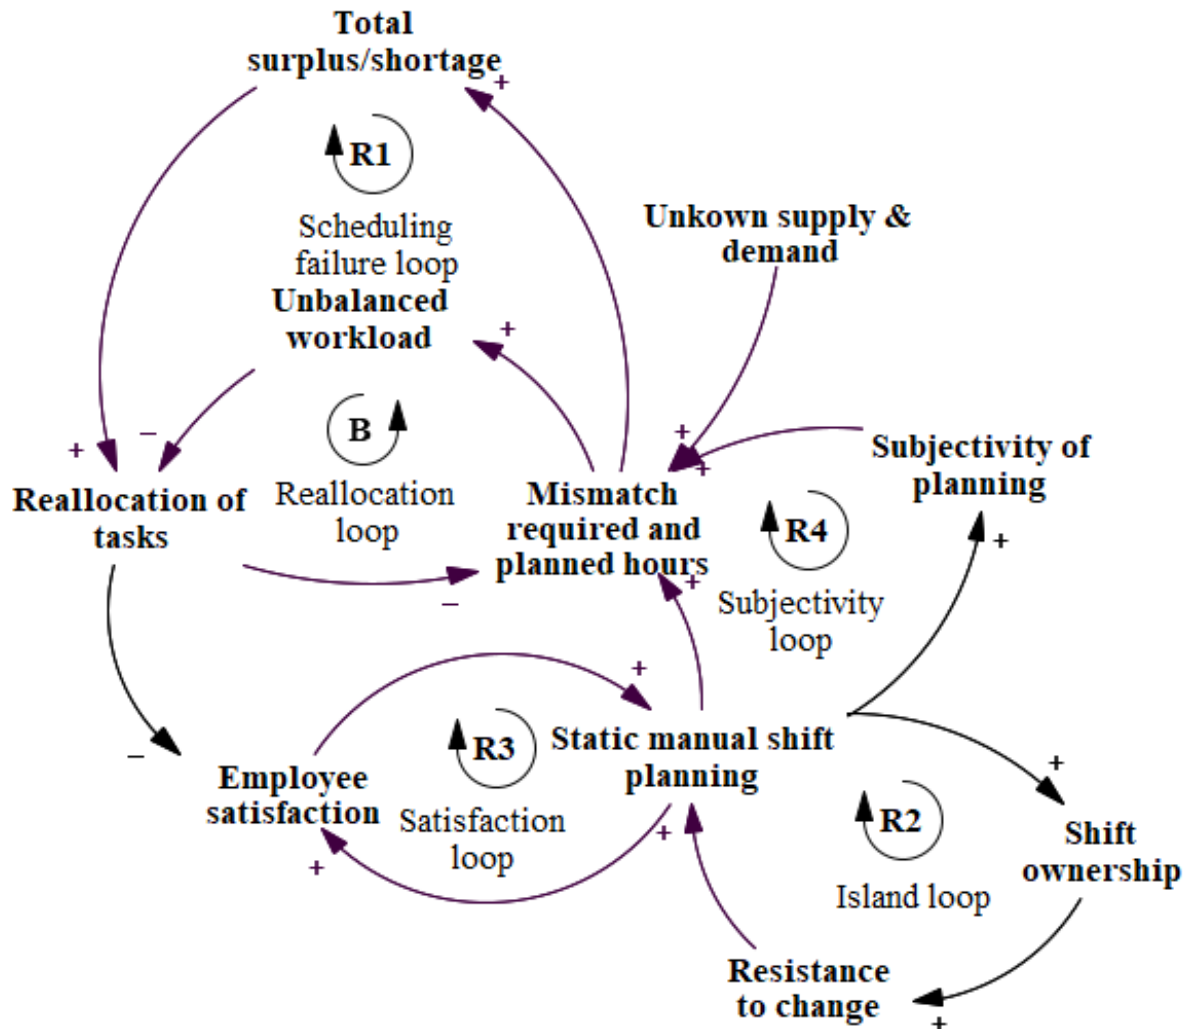 Total
surplus/shortage
+
R1
Scheduling
failure loop
Unkown supply &
demand
Unbalanced
workload
+
+
–
B
+
+
Subjectivity of
planning
Reallocation of
tasks
Reallocation
loop
Mismatch
required and
planned hours
R4
+
–
+
Subjectivity
loop
+
–
R3
Static manual shift
planning
+
Employee
satisfaction
Satisfaction
loop
+
+
R2
Shift
ownership
Island loop
Resistance
to change
+